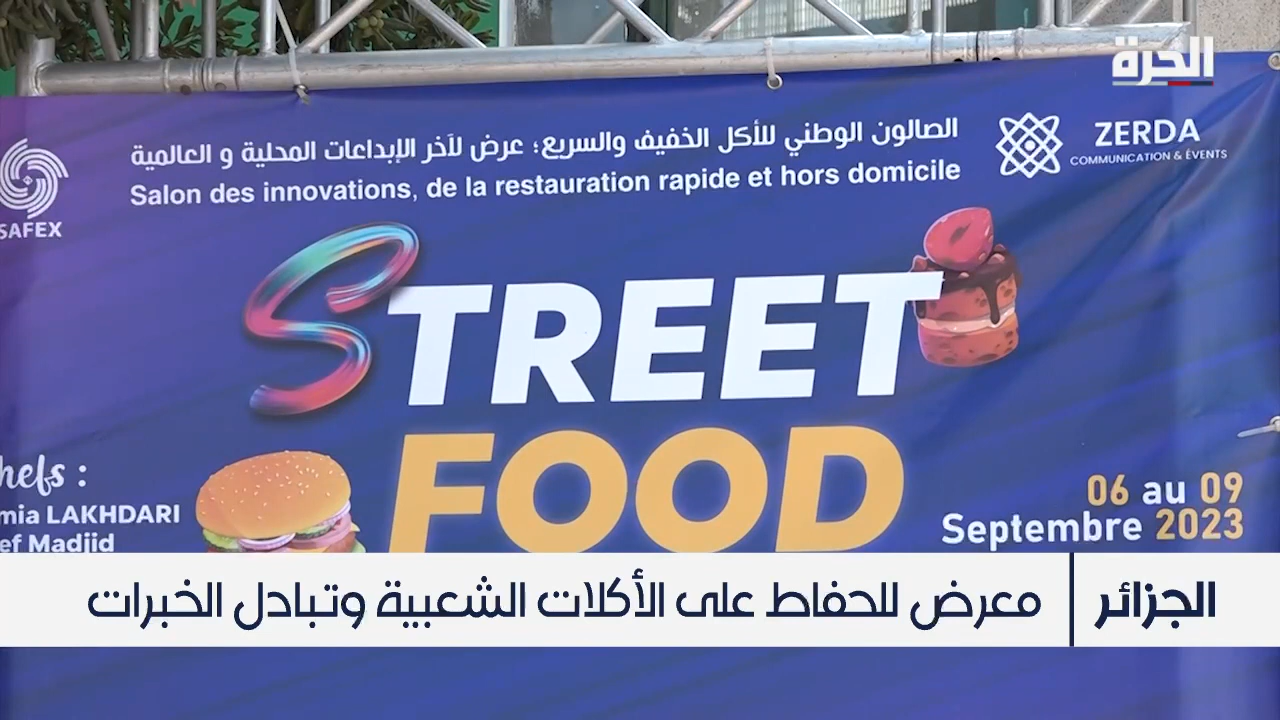 الحرة
الصالون الوطني للأكل الخفيف والسريع؛ عرض لآخر الإبداعات المحلية و العالمية
Salon des innovations, de la restauration rapide et hors domicile
ZERDA
COMMUNICATION & ÉVENTS
SAFEX
STREET
FOOD
hefs :
mia LAKHDARI
ef Madjid
06 au 09
Septembre 2023
الجزائر
معرض للحفاظ على الأكلات الشعبية وتبادل الخبرات